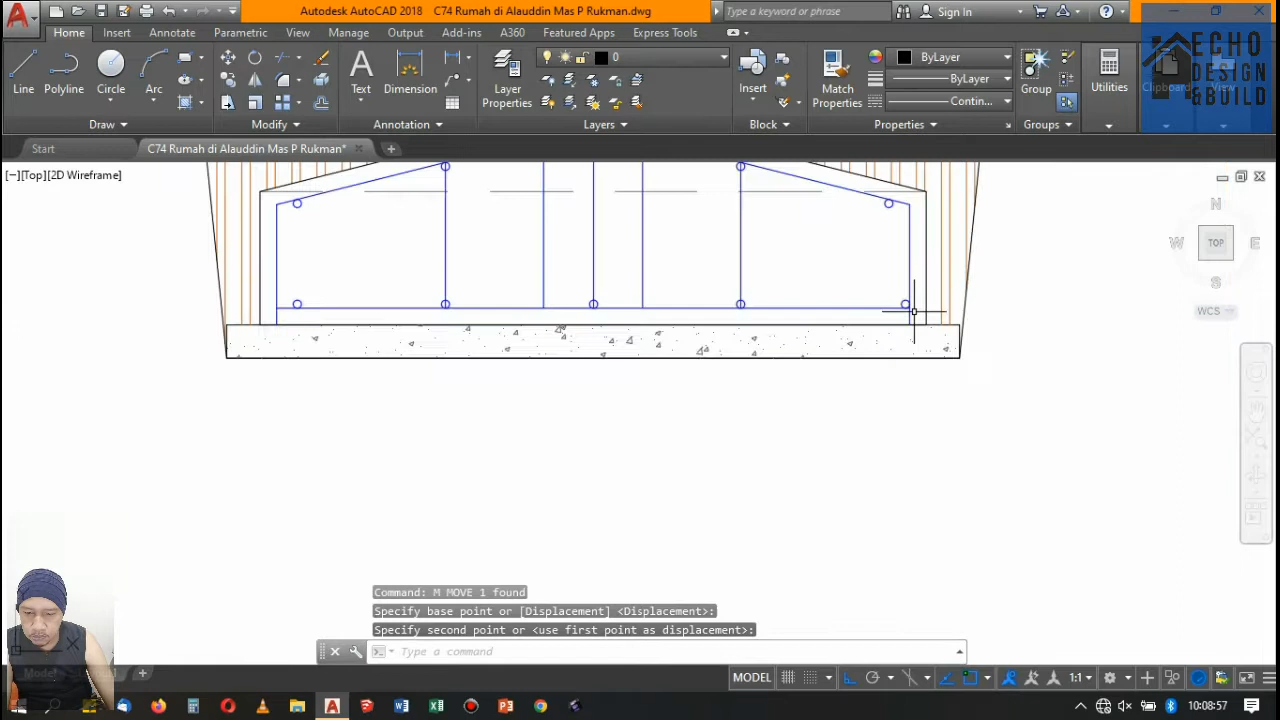 Autodesk AutoCAD 2018 C74 Rumah di Alauddin Mas P Rukman.dwg
Type a keyword or phrase
Sign In
Home Insert Annotate Parametric View Manage Output Add-ins A360 Featured Apps Express Tools
ECHO
DESIGN
&BUILD
Line Polyline Circle Arc
Text Dimension
Layer
Properties
0
Insert
Match
Properties
ByLayer
ByLayer
Contin...
Group
Utilities
Clipboard
View
Draw Modify Annotation Layers Block Properties Groups
Start C74 Rumah di Alauddin Mas P Rukman*
[−][Top][2D Wireframe]
N
W TOP E
S
WCS
Command: M MOVE 1 found
Specify base point or [Displacement] <Displacement>:
Specify second point or <use first point as displacement>:
Type a command
Model
MODEL 1:1
10:08:57